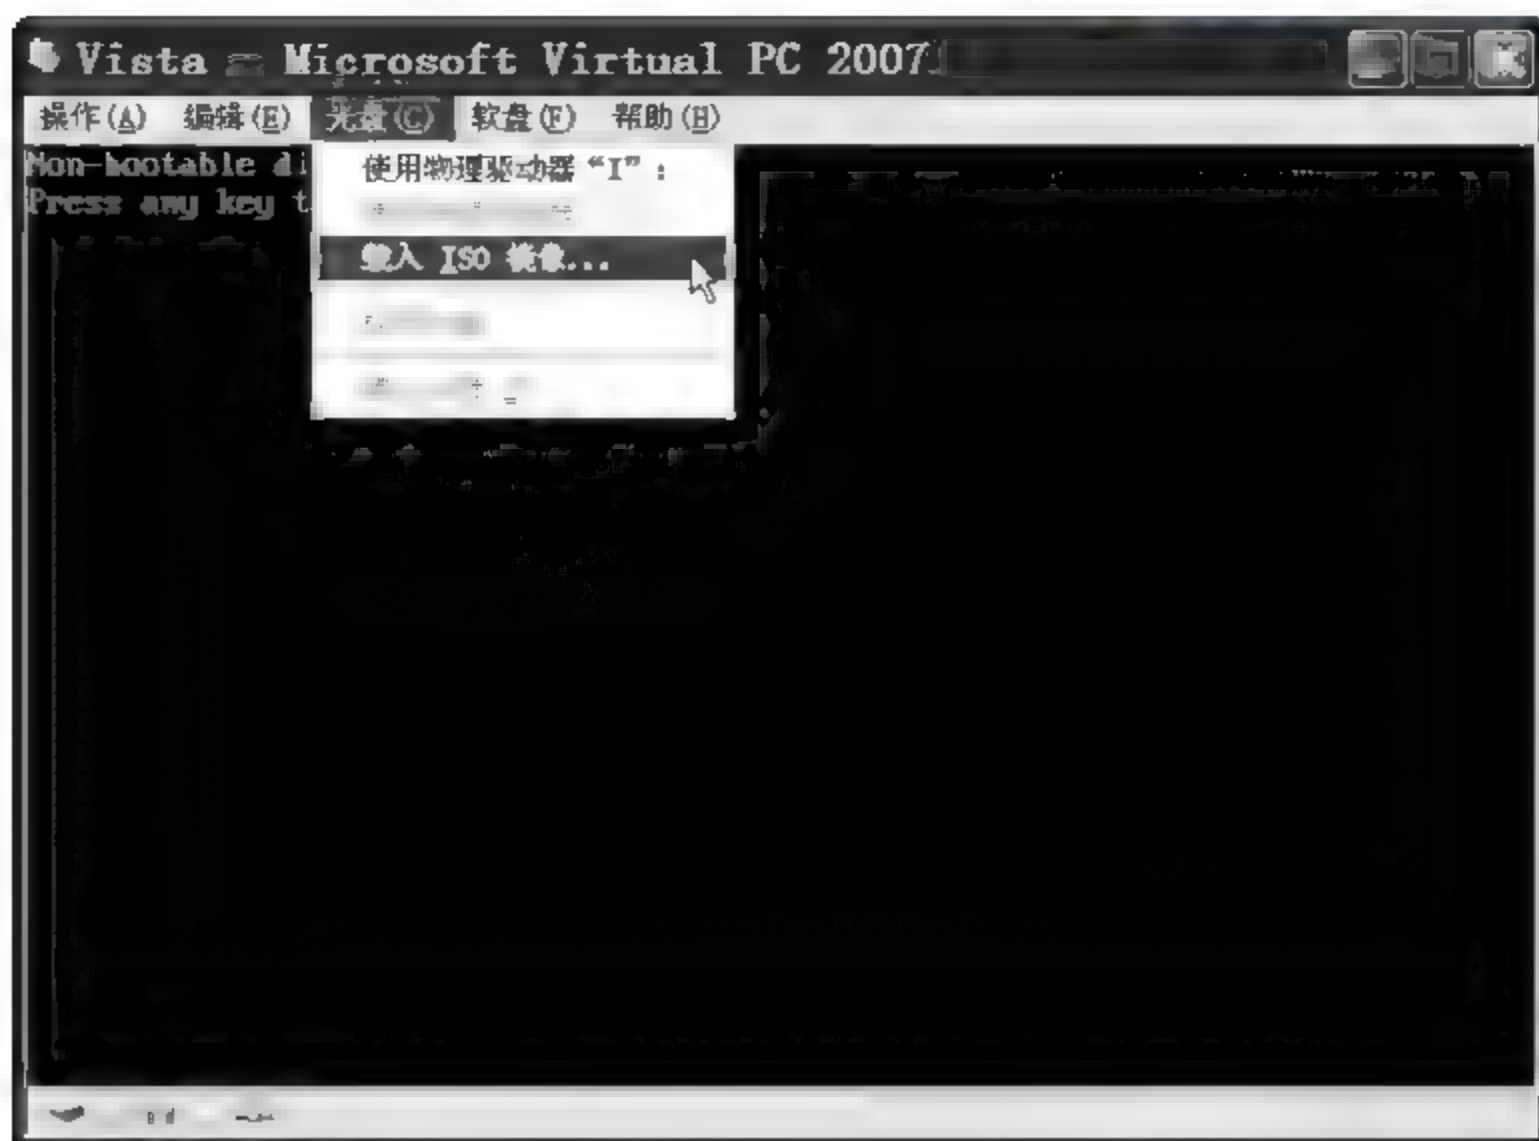 Vista - Microsoft Virtual PC 2007
操作(A) 编辑(E) 光盘(C) 软盘(F) 帮助(H)
Non-bootable di
Press any key t
使用物理驱动器“I”:
载入 ISO 镜像...